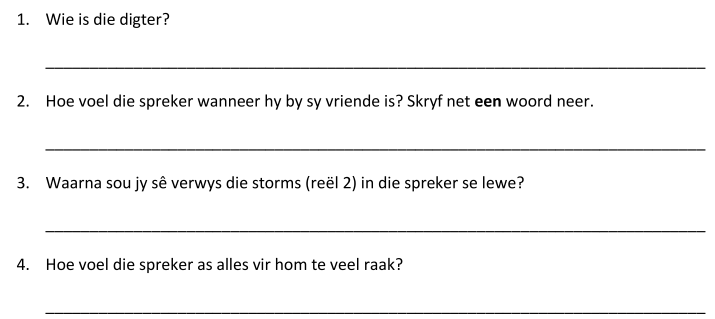 1. Wie is die digter?
2. Hoe voel die spreker wanneer hy by sy vriende is? Skryf net een woord neer.
3. Waarna sou jy sê verwys die storms (reël 2) in die spreker se lewe?
4. Hoe voel die spreker as alles vir hom te veel raak?